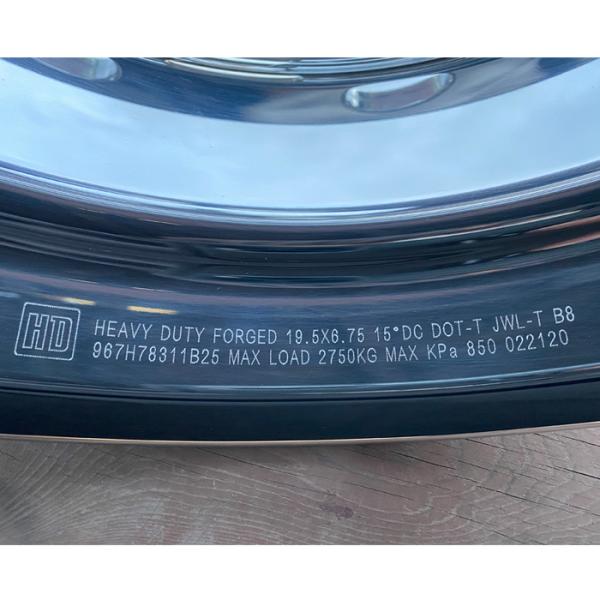 HD
HEAVY DUTY FORGED 19.5X6.75 15°DC DOT-T JWL-T B8
967H78311B25 MAX LOAD 2750KG MAX KPa 850 022120